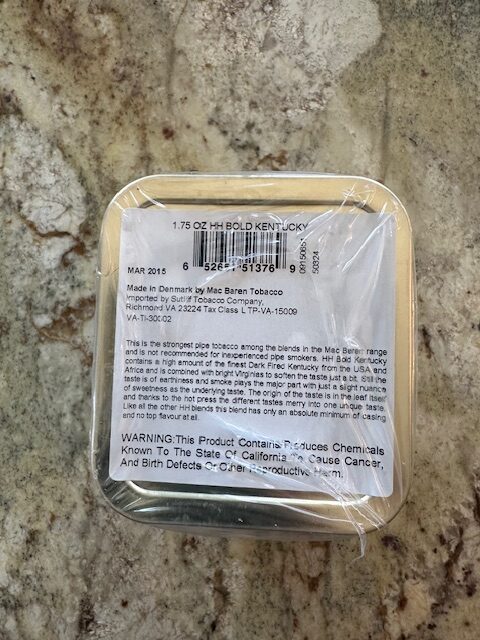 1.75 OZ HH BOLD KENTUCKY
MAR 2015
6 51376 9
50324
Made in Denmark by Mac Baren Tobacco
Imported by Sutliff Tobacco Company,
Richmond VA 23224 Tax Class L TP-VA-15009
VA-TI-30002
This is the strongest pipe tobacco among the blends in the Mac Baren range
and is not recommended for inexperienced pipe smokers. HH Bold Kentucky
contains a high amount of the finest Dark Fired Kentucky from the USA and
Africa and is combined with bright Virginias to soften the taste just a bit. Still the
taste is of earthiness and smoke plays the major part with just a slight nuance
of sweetness as the underlying taste. The origin of the taste is in the leaf itself
and thanks to the hot press the different tastes merry into one unique taste.
Like all the other HH blends this blend has only an absolute minimum of casing
and no top flavour at all.
WARNING:This Product Contains/Produces Chemicals
Known To The State Of California To Cause Cancer,
And Birth Defects Or Other Reproductive Harm.